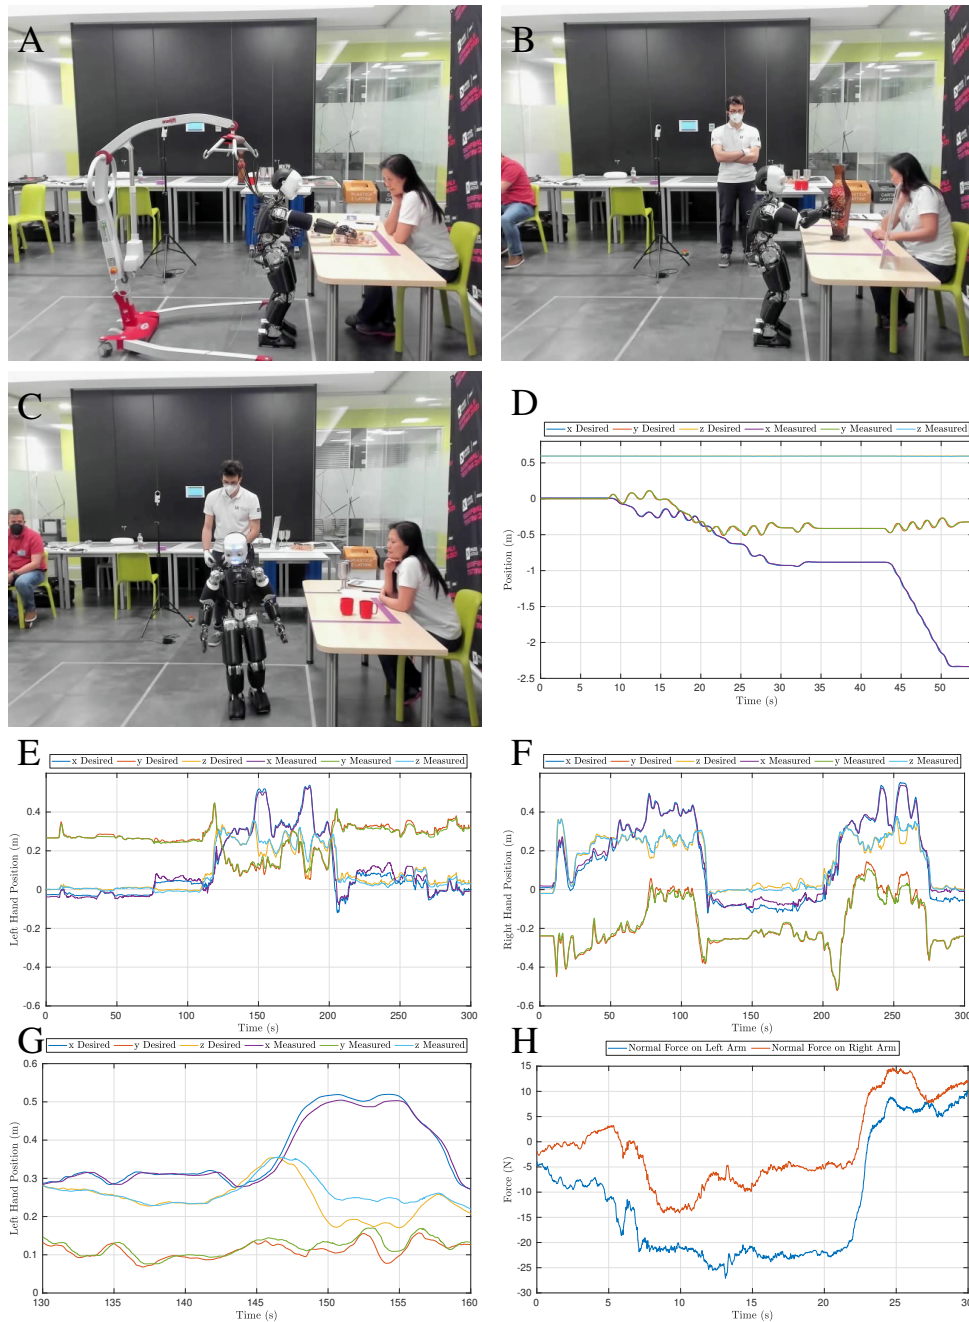 A
B
C
D
x Desired y Desired z Desired x Measured y Measured z Measured
0.5
0
-0.5
-1
-1.5
-2
-2.5
Position (m)
0 5 10 15 20 25 30 35 40 45 50
Time (s)
E
x Desired y Desired z Desired x Measured y Measured z Measured
0.4
0.2
0
-0.2
-0.4
-0.6
Left Hand Position (m)
0 50 100 150 200 250 300
Time (s)
F
x Desired y Desired z Desired x Measured y Measured z Measured
0.4
0.2
0
-0.2
-0.4
-0.6
Right Hand Position (m)
0 50 100 150 200 250 300
Time (s)
G
x Desired y Desired z Desired x Measured y Measured z Measured
0.6
0.5
0.4
0.3
0.2
0.1
0
Left Hand Position (m)
130 135 140 145 150 155 160
Time (s)
H
Normal Force on Left Arm Normal Force on Right Arm
15
10
5
0
-5
-10
-15
-20
-25
-30
Force (N)
0 5 10 15 20 25 30
Time (s)